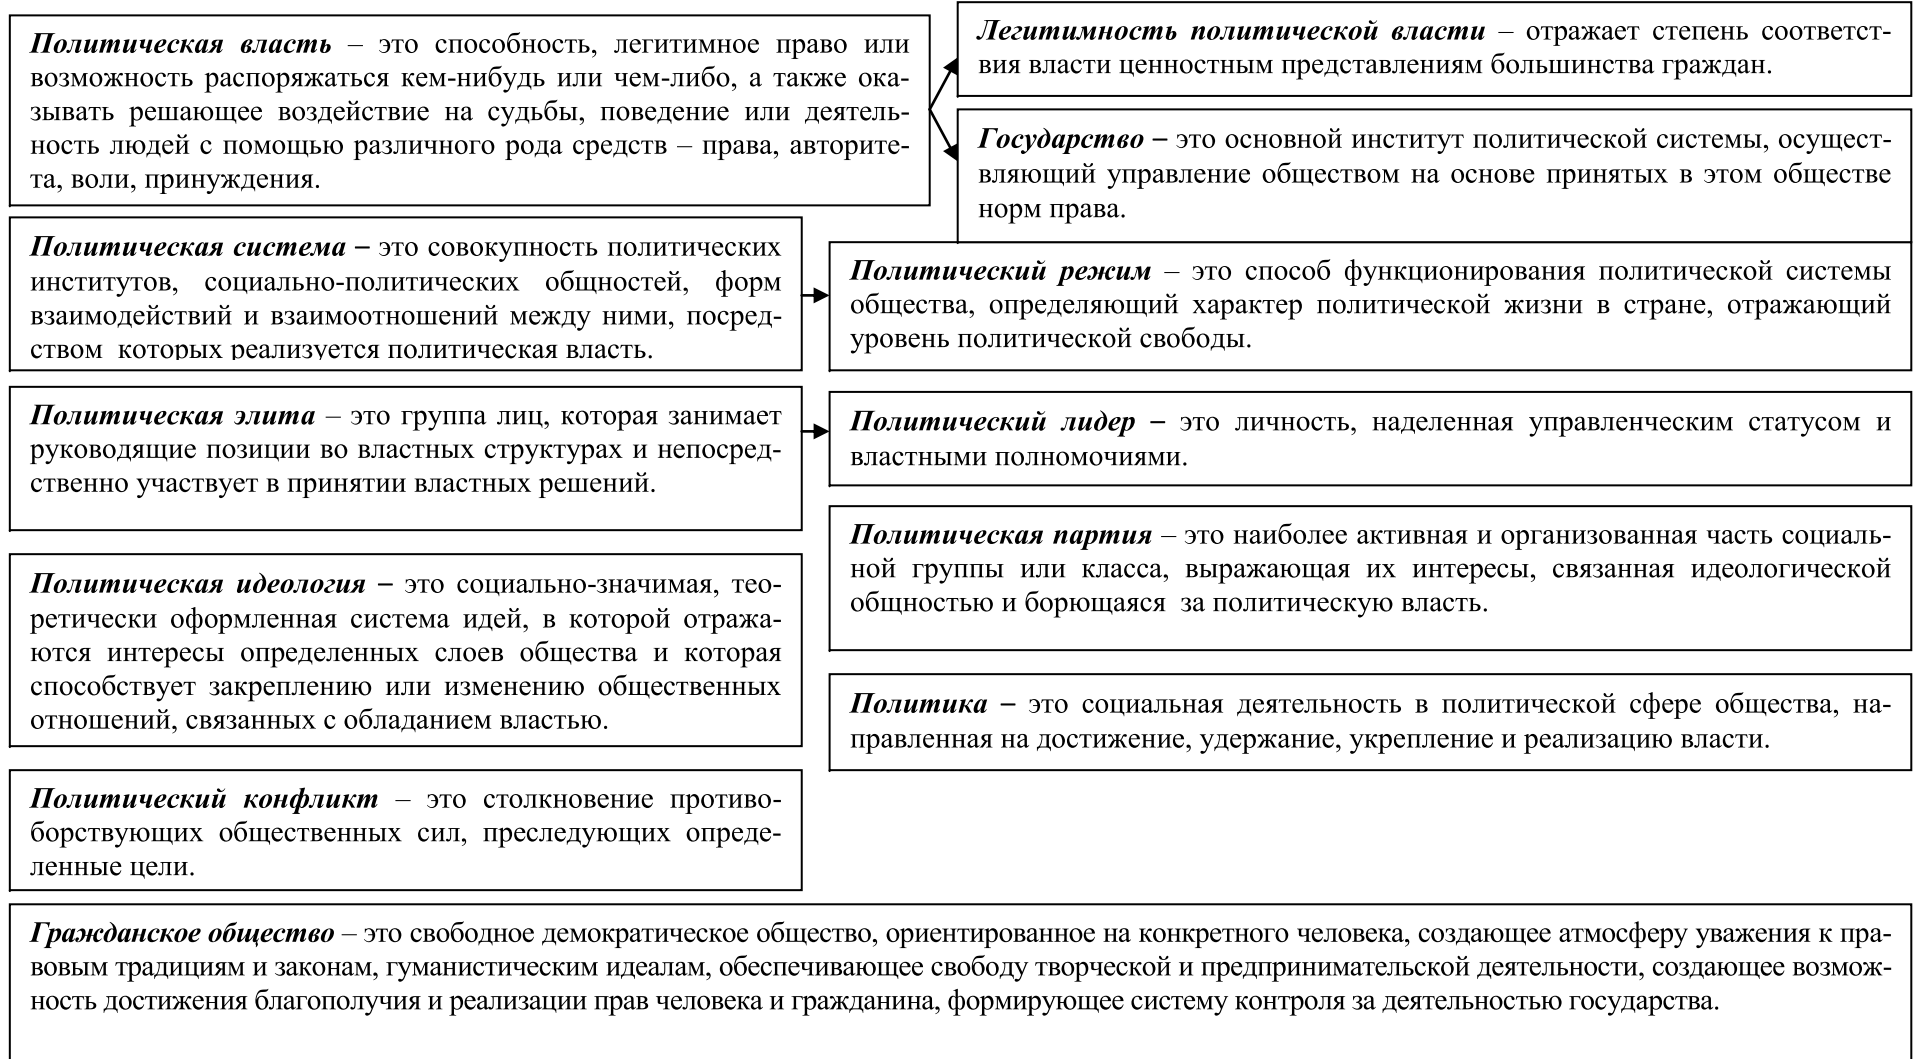 Политическая власть – это способность, легитимное право или
возможность распоряжаться кем-нибудь или чем-либо, а также ока-
зывать решающее воздействие на судьбы, поведение или деятель-
ность людей с помощью различного рода средств – права, авторите-
та, воли, принуждения.
Легитимность политической власти – отражает степень соответст-
вия власти ценностным представлениям большинства граждан.
Государство – это основной институт политической системы, осущест-
вляющий управление обществом на основе принятых в этом обществе
норм права.
Политическая система – это совокупность политических
институтов, социально-политических общностей, форм
взаимодействий и взаимоотношений между ними, посред-
ством которых реализуется политическая власть.
Политический режим – это способ функционирования политической системы
общества, определяющий характер политической жизни в стране, отражающий
уровень политической свободы.
Политическая элита – это группа лиц, которая занимает
руководящие позиции во властных структурах и непосред-
ственно участвует в принятии властных решений.
Политический лидер – это личность, наделенная управленческим статусом и
властными полномочиями.
Политическая партия – это наиболее активная и организованная часть социаль-
ной группы или класса, выражающая их интересы, связанная идеологической
общностью и борющаяся за политическую власть.
Политическая идеология – это социально-значимая, тео-
ретически оформленная система идей, в которой отража-
ются интересы определенных слоев общества и которая
способствует закреплению или изменению общественных
отношений, связанных с обладанием властью.
Политика – это социальная деятельность в политической сфере общества, на-
правленная на достижение, удержание, укрепление и реализацию власти.
Политический конфликт – это столкновение противо-
борствующих общественных сил, преследующих опреде-
ленные цели.
Гражданское общество – это свободное демократическое общество, ориентированное на конкретного человека, создающее атмосферу уважения к пра-
вовым традициям и законам, гуманистическим идеалам, обеспечивающее свободу творческой и предпринимательской деятельности, создающее возмож-
ность достижения благополучия и реализации прав человека и гражданина, формирующее систему контроля за деятельностью государства.